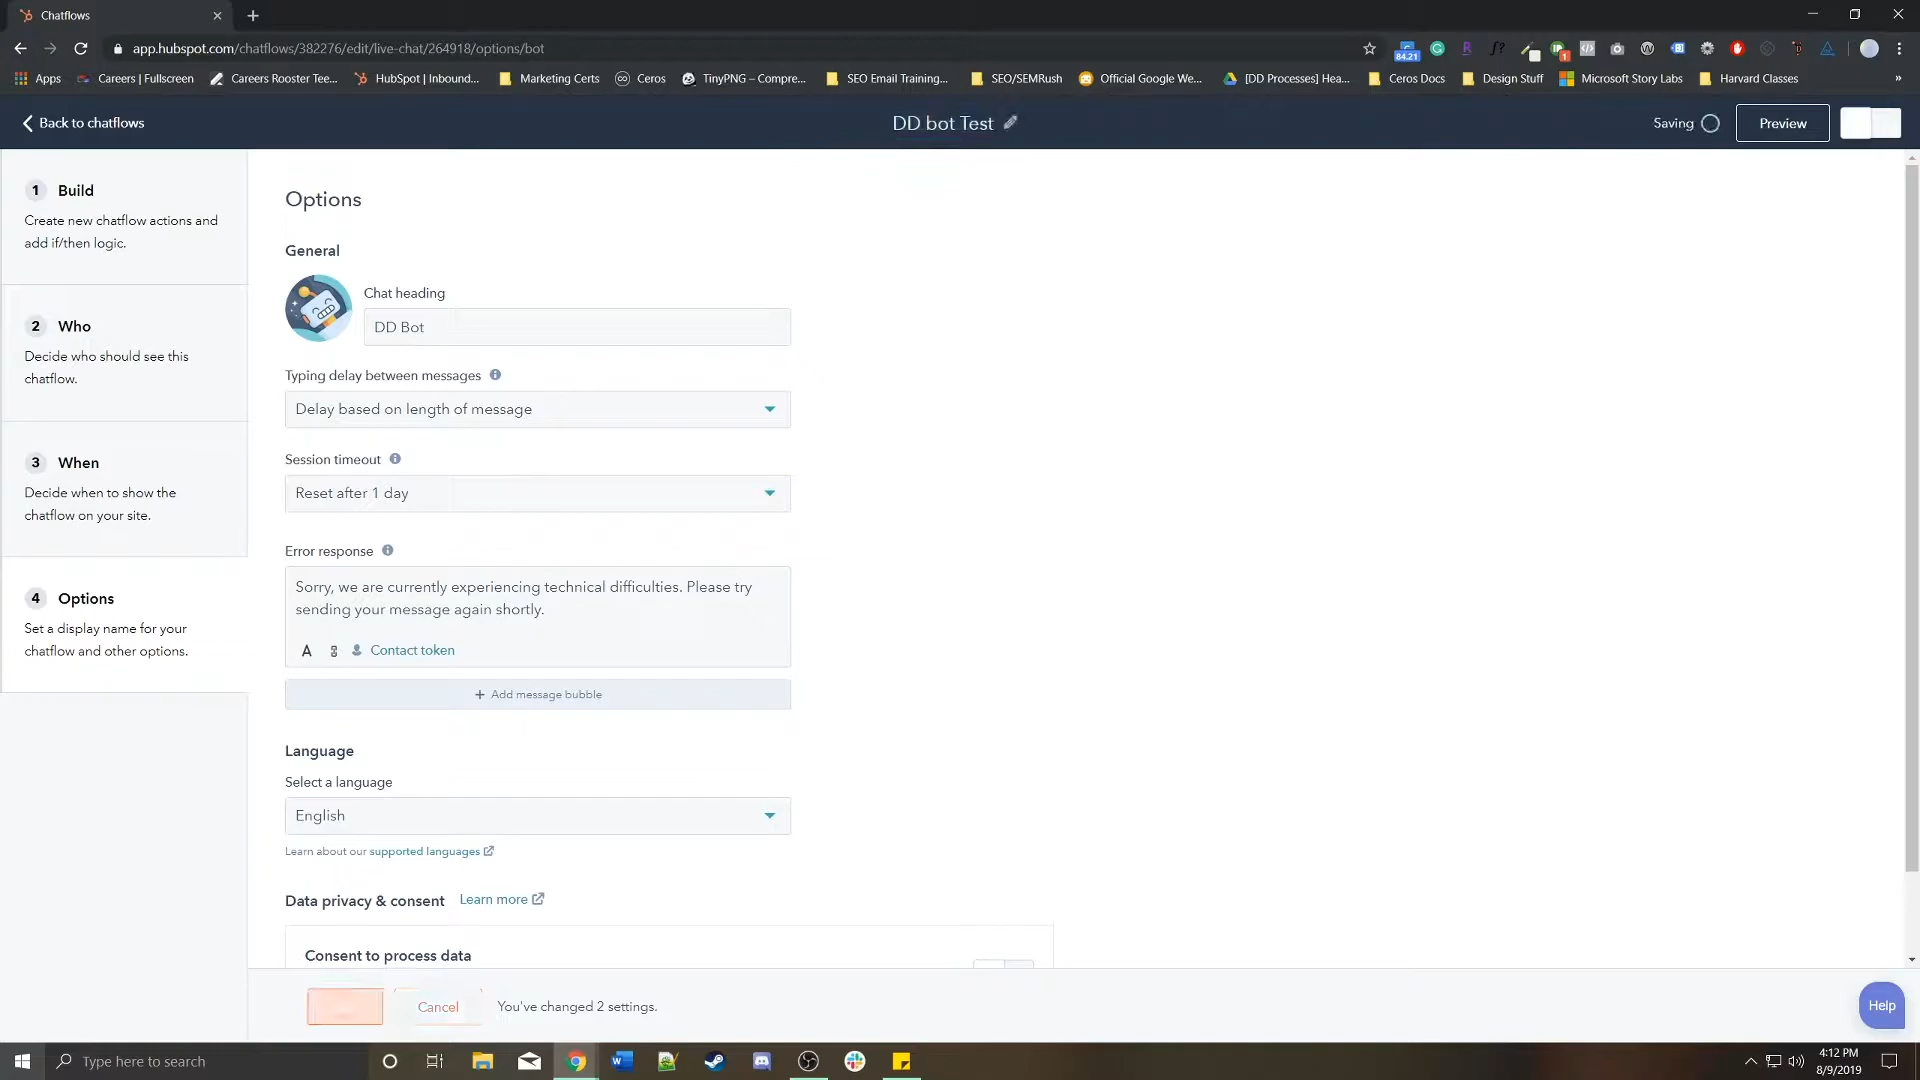 Chatflows
app.hubspot.com/chatflows/382276/edit/live-chat/264918/options/bot
84.21
1
Apps
Careers | Fullscreen
Careers Rooster Tee...
HubSpot | Inbound...
Marketing Certs
Ceros
TinyPNG – Compre...
SEO Email Training...
SEO/SEMRush
Official Google We...
[DD Processes] Hea...
Ceros Docs
Design Stuff
Microsoft Story Labs
Harvard Classes
»
Back to chatflows
DD bot Test
Saving
Preview
1 Build
Create new chatflow actions and
add if/then logic.
2 Who
Decide who should see this
chatflow.
3 When
Decide when to show the
chatflow on your site.
4 Options
Set a display name for your
chatflow and other options.
Options
General
Chat heading
DD Bot
Typing delay between messages
Delay based on length of message
Session timeout
Reset after 1 day
Error response
Sorry, we are currently experiencing technical difficulties. Please try
sending your message again shortly.
A
Contact token
+ Add message bubble
Language
Select a language
English
Learn about our supported languages
Data privacy & consent Learn more
Consent to process data
Cancel
You've changed 2 settings.
Help
Type here to search
4:12 PM
8/9/2019